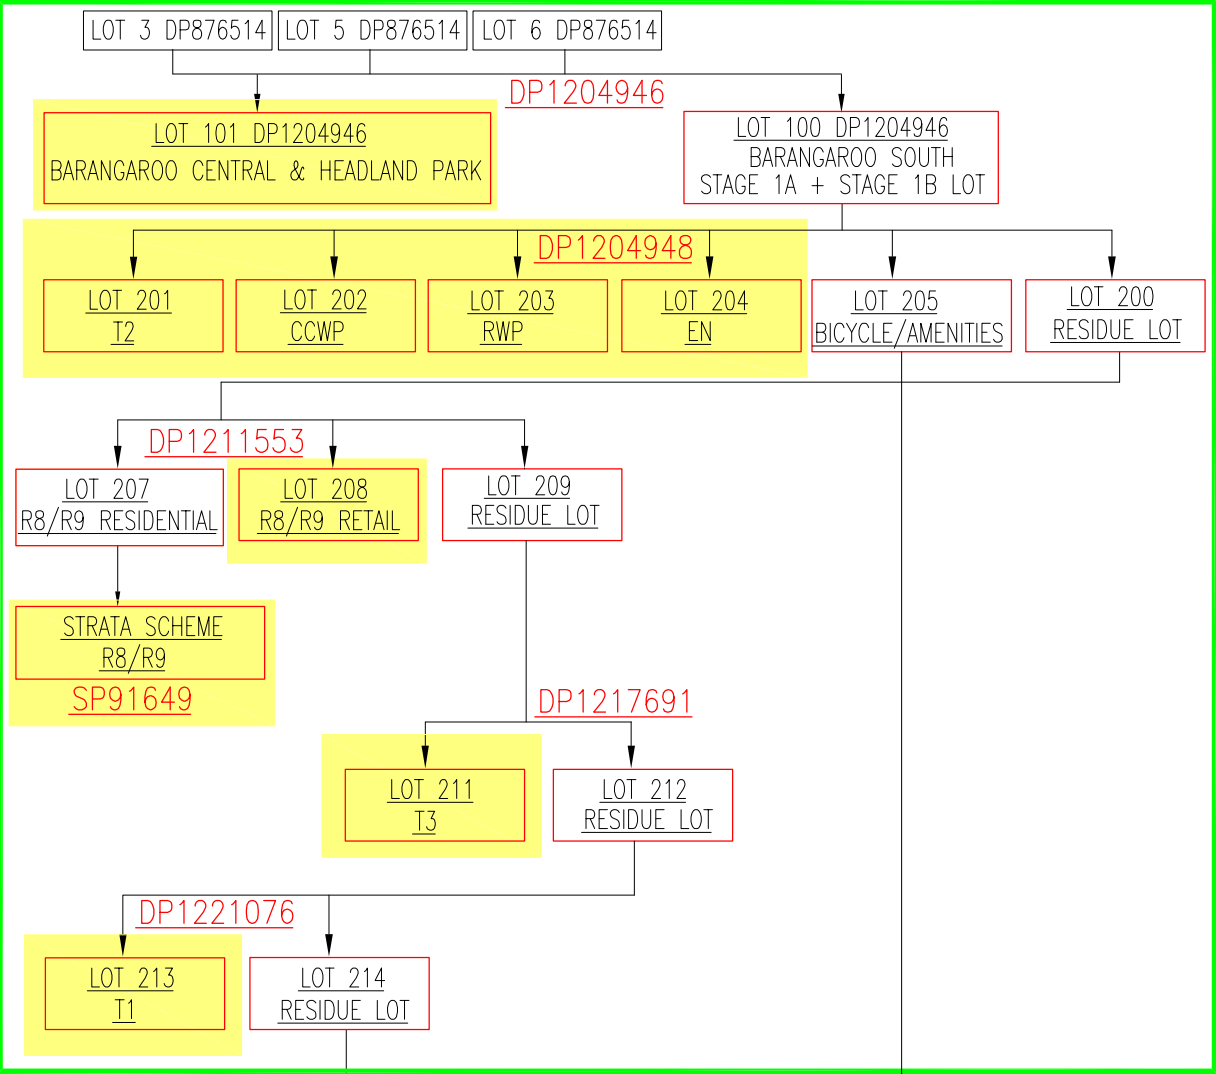 LOT 3 DP876514
LOT 5 DP876514
LOT 6 DP876514
DP1204946
LOT 101 DP1204946
BARANGAROO CENTRAL & HEADLAND PARK
LOT 100 DP1204946
BARANGAROO SOUTH
STAGE 1A + STAGE 1B LOT
DP1204948
LOT 201
T2
LOT 202
CCWP
LOT 203
RWP
LOT 204
EN
LOT 205
BICYCLE/AMENITIES
LOT 200
RESIDUE LOT
DP1211553
LOT 207
R8/R9 RESIDENTIAL
LOT 208
R8/R9 RETAIL
LOT 209
RESIDUE LOT
STRATA SCHEME
R8/R9
SP91649
DP1217691
LOT 211
T3
LOT 212
RESIDUE LOT
DP1221076
LOT 213
T1
LOT 214
RESIDUE LOT